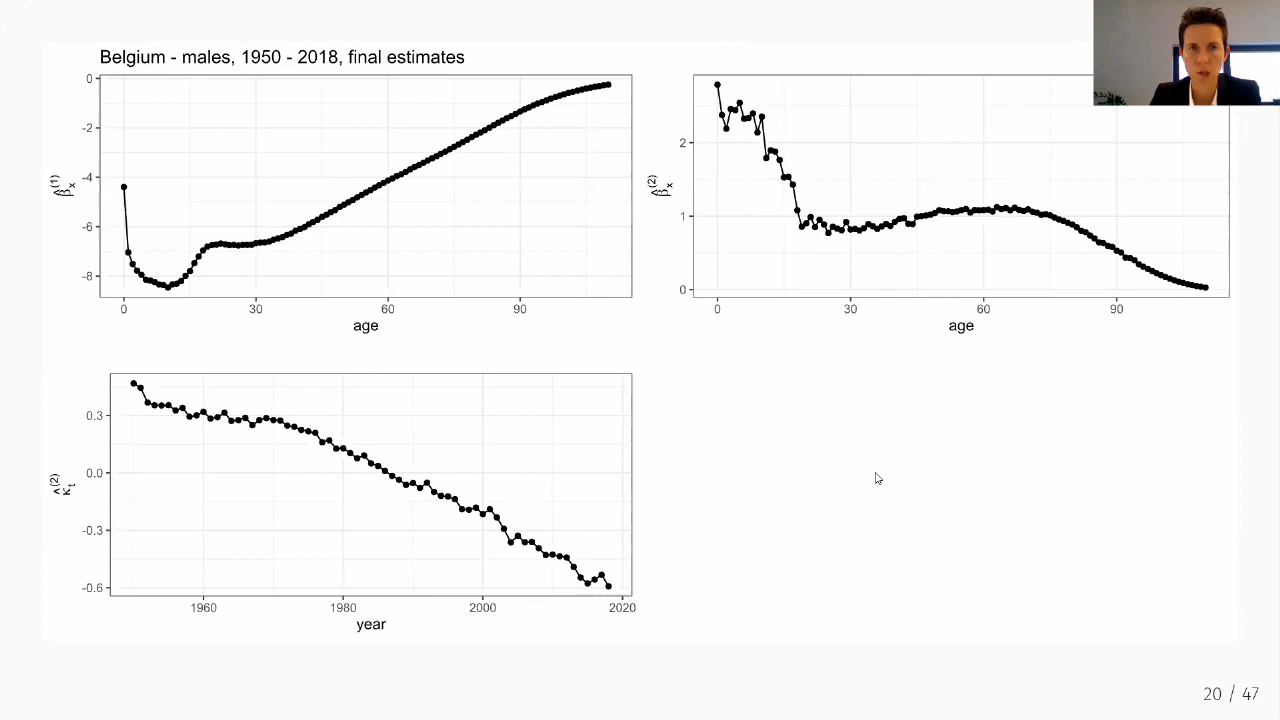 Belgium - males, 1950 - 2018, final estimates
0
-2
-4
-6
-8
β̂ₓ⁽¹⁾
0 30 60 90
age
2
1
0
β̂ₓ⁽²⁾
0 30 60 90
age
0.3
0.0
-0.3
-0.6
κ̂ₜ⁽²⁾
1960 1980 2000 2020
year
20 / 47